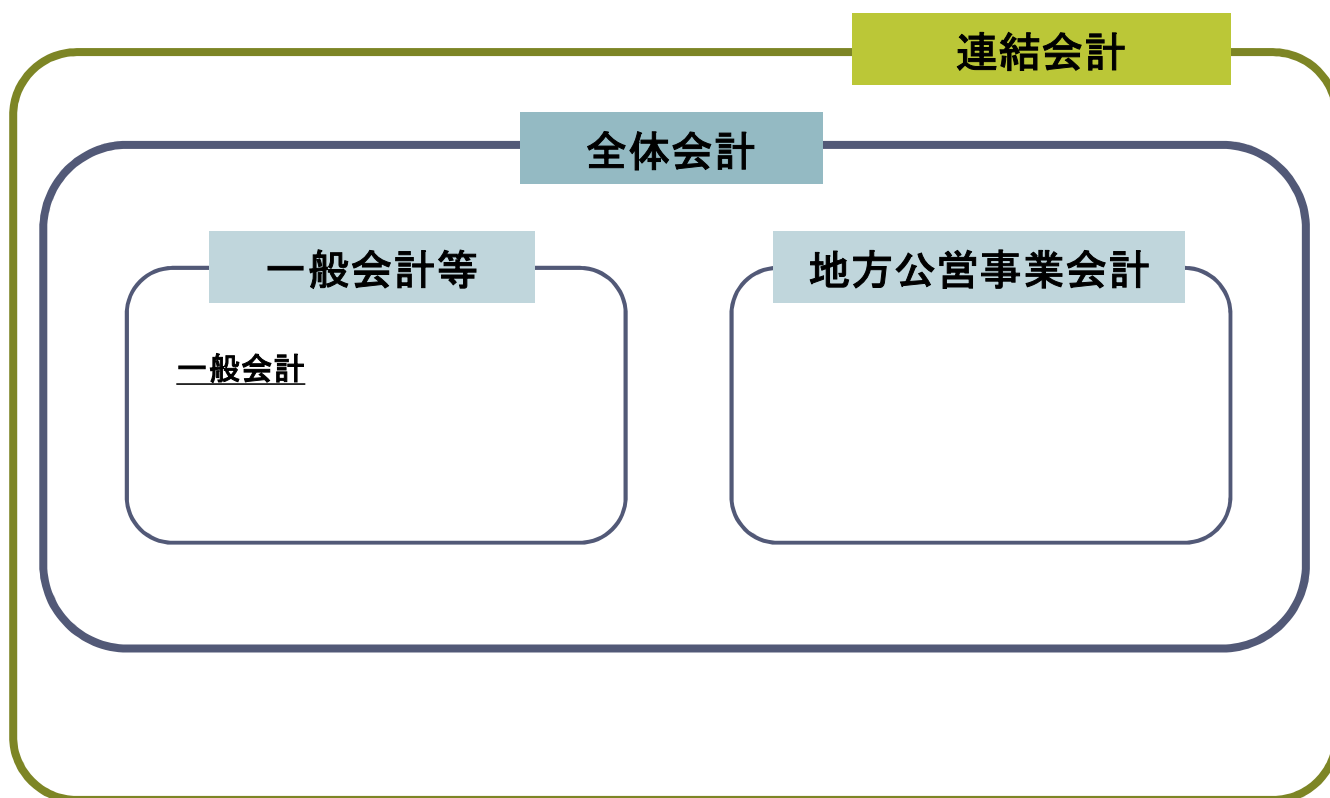 連結会計
全体会計
一般会計等
地方公営事業会計
一般会計